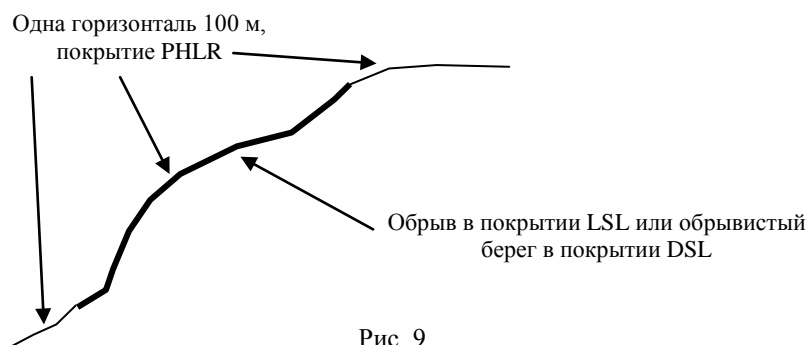 Одна горизонталь 100 м,
покрытие PHLR
Обрыв в покрытии LSL или обрывистый
берег в покрытии DSL
Рис. 9